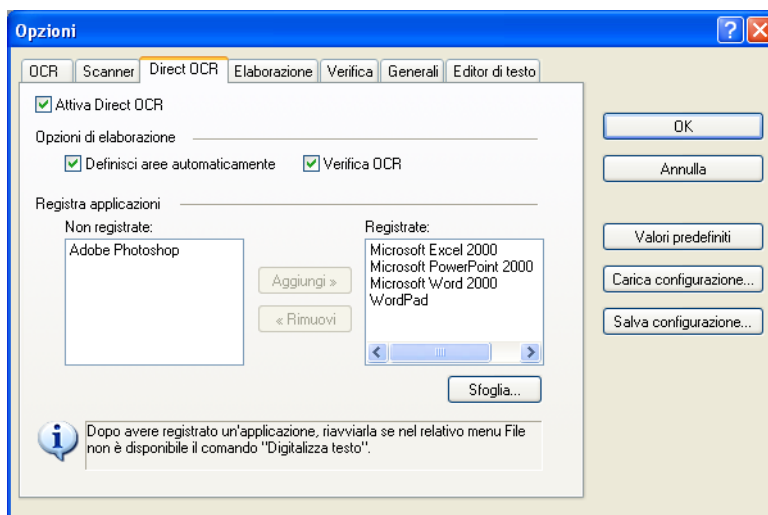 Opzioni
OCR Scanner Direct OCR Elaborazione Verifica Generali Editor di testo
Attiva Direct OCR
Opzioni di elaborazione
Definisci aree automaticamente Verifica OCR
Registra applicazioni
Non registrate: Registrate:
Adobe Photoshop
Microsoft Excel 2000
Microsoft PowerPoint 2000
Microsoft Word 2000
WordPad
Aggiungi »
« Rimuovi
Sfoglia...
Dopo avere registrato un'applicazione, riavviarla se nel relativo menu File
non è disponibile il comando "Digitalizza testo".
OK
Annulla
Valori predefiniti
Carica configurazione...
Salva configurazione...